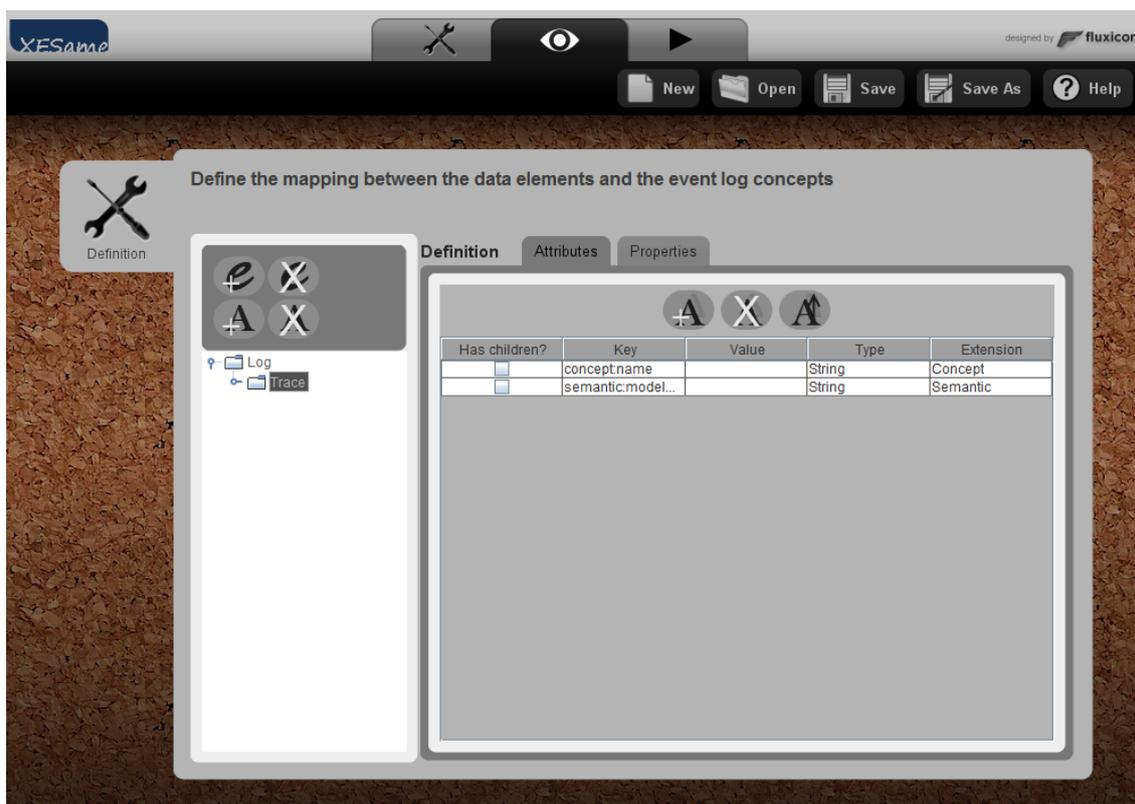 XESame
designed by fluxicon
New Open Save Save As Help
Define the mapping between the data elements and the event log concepts
Definition
Definition Attributes Properties
Has children? Key Value Type Extension
concept:name String Concept
semantic:model... String Semantic
Log
Trace